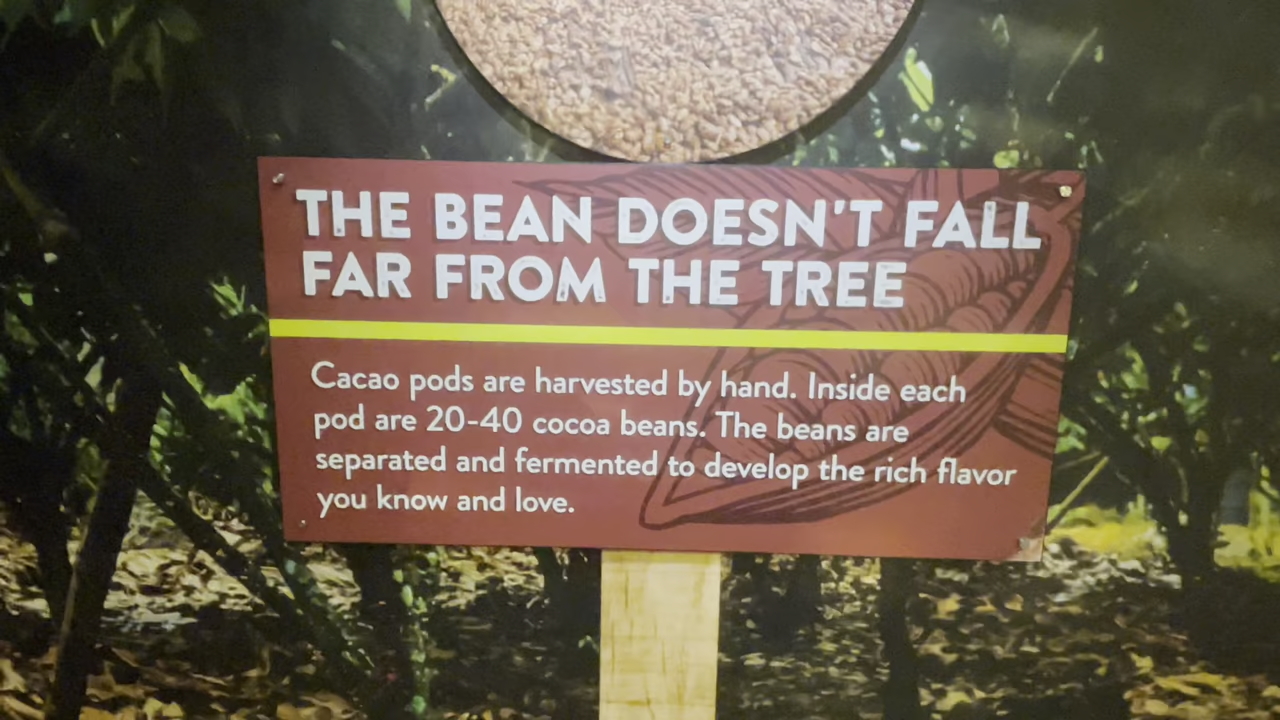 THE BEAN DOESN'T FALL
FAR FROM THE TREE
Cacao pods are harvested by hand. Inside each
pod are 20-40 cocoa beans. The beans are
separated and fermented to develop the rich flavor
you know and love.